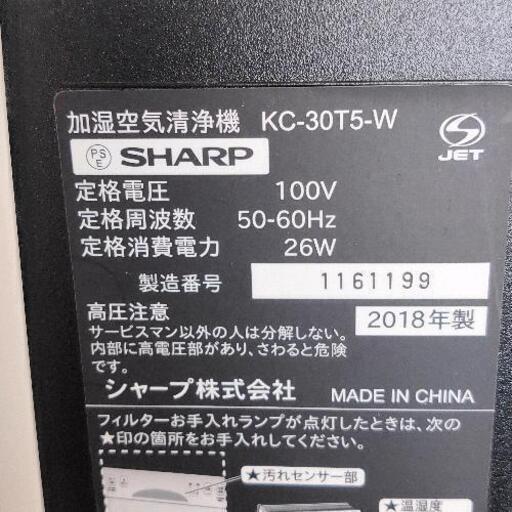 加湿空気清浄機 KC-30T5-W
PS
E
SHARP
JET
定格電圧 100V
定格周波数 50-60Hz
定格消費電力 26W
製造番号 1161199
高圧注意
2018年製
サービスマン以外の人は分解しない。
内部に高電圧部があり、さわると危険
です。
シャープ株式会社 MADE IN CHINA
フィルターお手入れランプが点灯したときは、次の
★印の箇所をお手入れしてください。
★汚れセンサー部
★温湿度